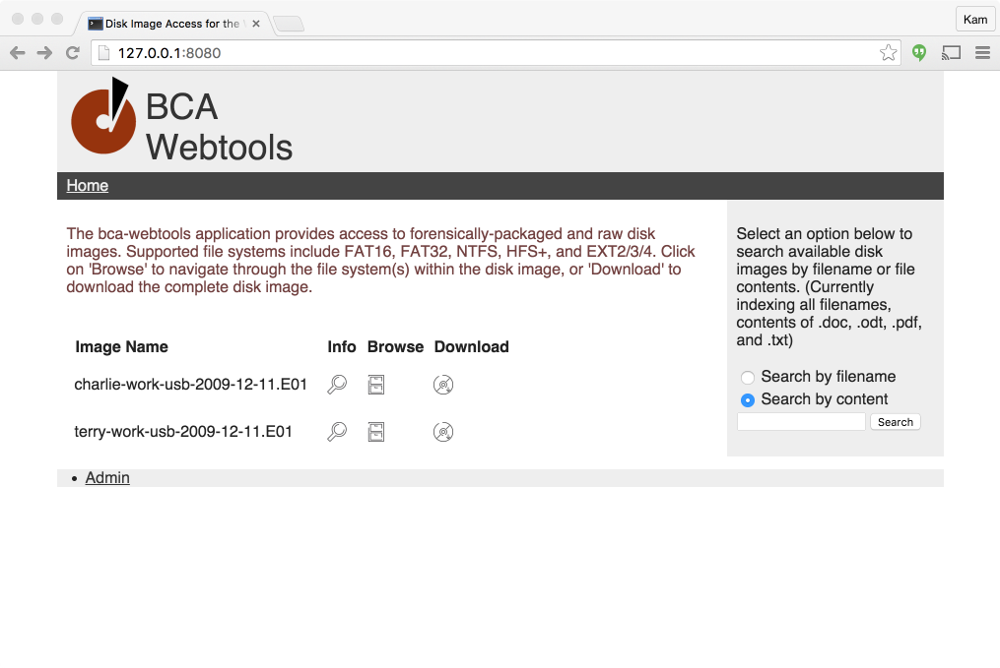 Disk Image Access for the
Kam
127.0.0.1:8080
BCA
Webtools
Home
The bca-webtools application provides access to forensically-packaged and raw disk
images. Supported file systems include FAT16, FAT32, NTFS, HFS+, and EXT2/3/4. Click
on 'Browse' to navigate through the file system(s) within the disk image, or 'Download' to
download the complete disk image.
Image Name Info Browse Download
charlie-work-usb-2009-12-11.E01
terry-work-usb-2009-12-11.E01
Select an option below to
search available disk
images by filename or file
contents. (Currently
indexing all filenames,
contents of .doc, .odt, .pdf,
and .txt)
Search by filename
Search by content
Search
Admin